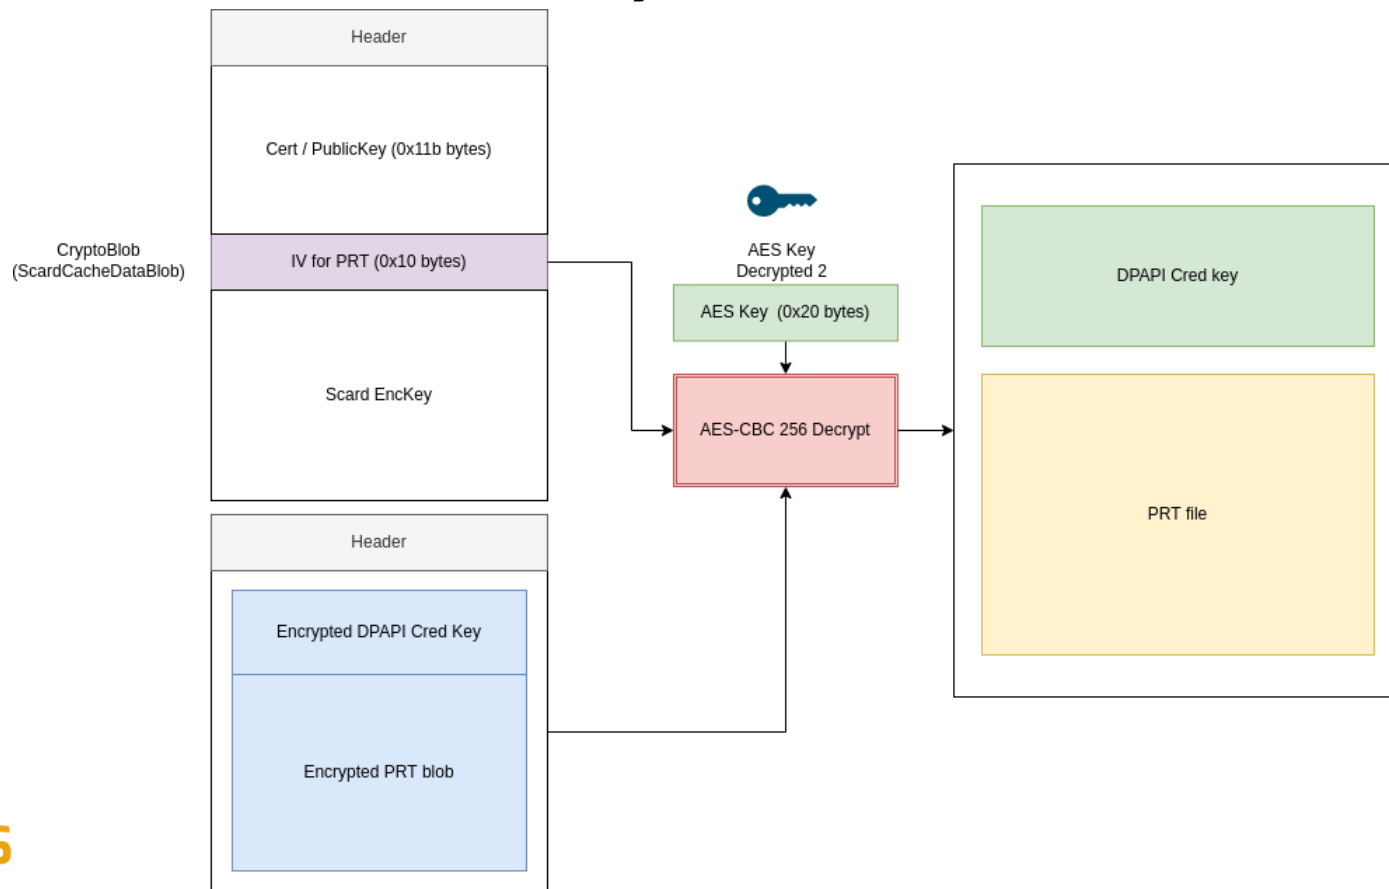 Header
Cert / PublicKey (0x11b bytes)
CryptoBlob
(ScardCacheDataBlob)
IV for PRT (0x10 bytes)
Scard EncKey
AES Key
Decrypted 2
AES Key  (0x20 bytes)
AES-CBC 256 Decrypt
DPAPI Cred key
PRT file
Header
Encrypted DPAPI Cred Key
Encrypted PRT blob